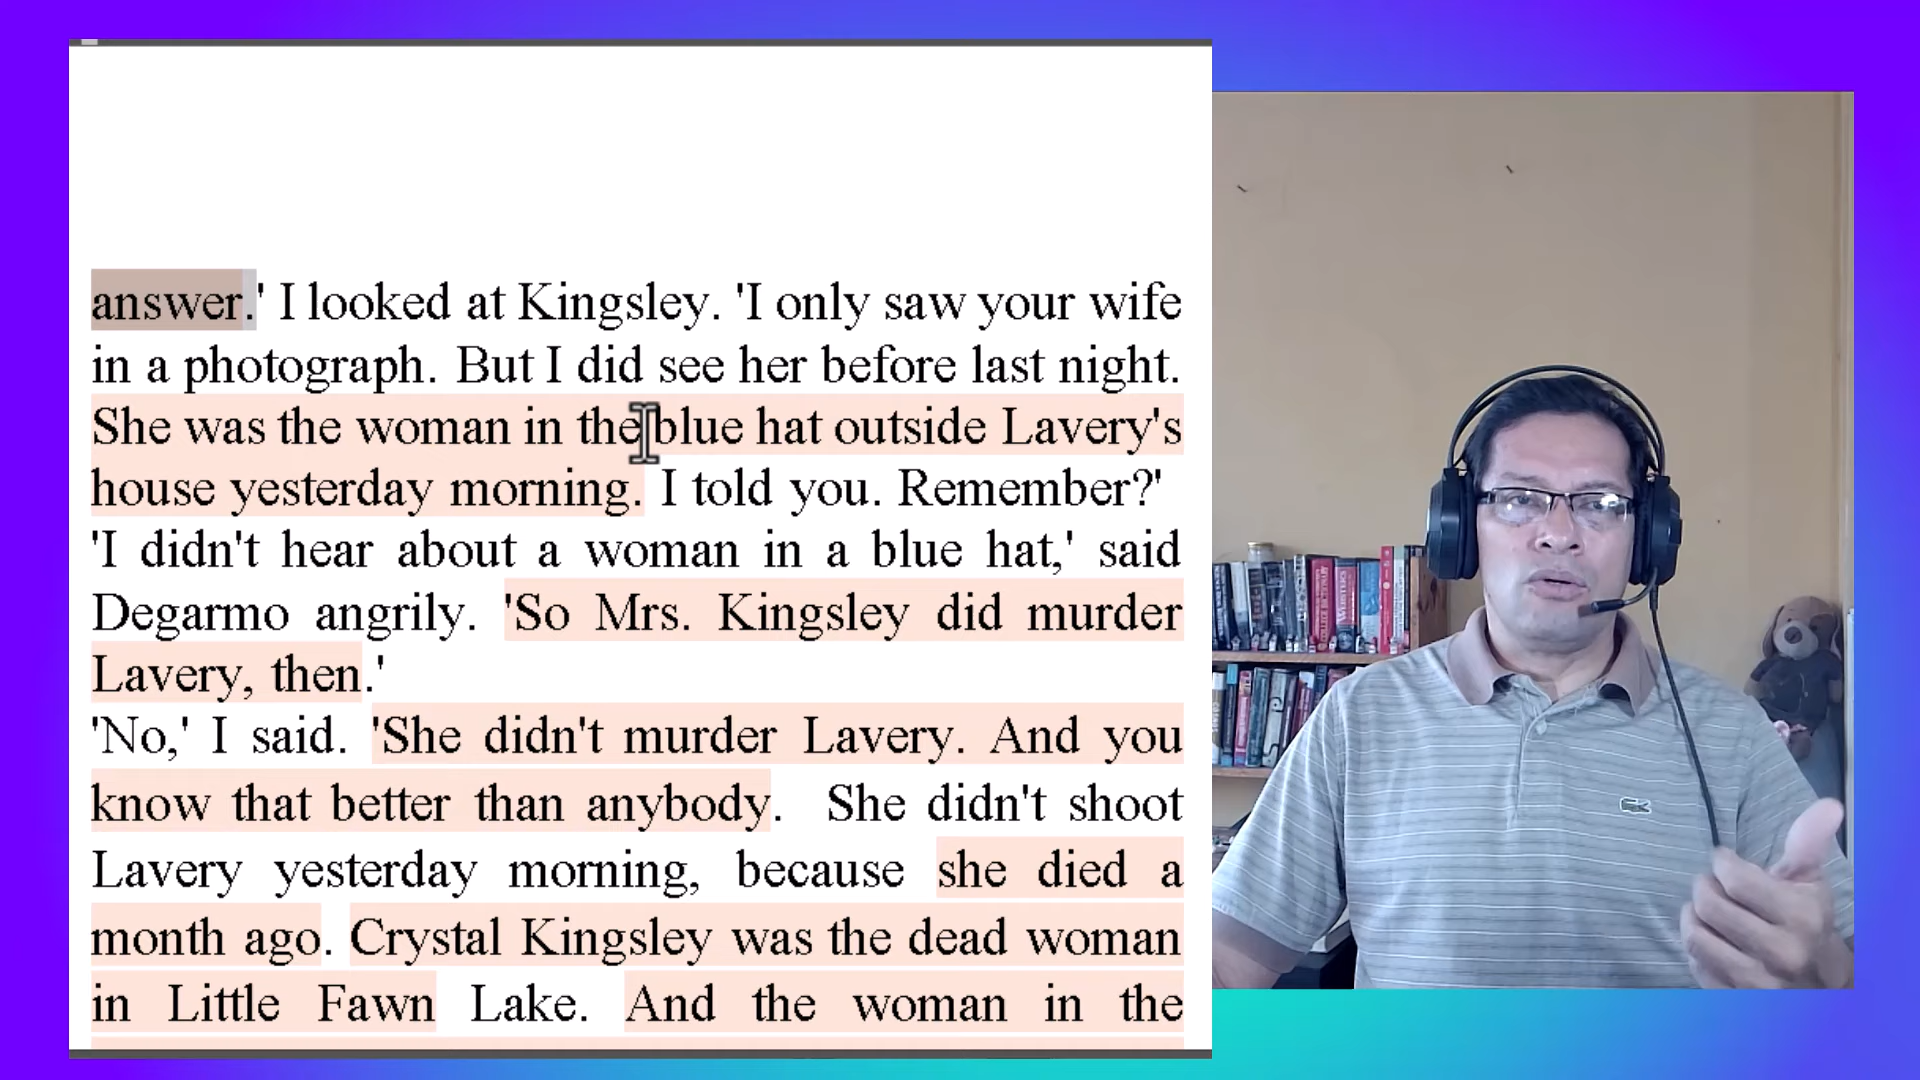 answer.' I looked at Kingsley. 'I only saw your wife
in a photograph. But I did see her before last night.
She was the woman in the blue hat outside Lavery's
house yesterday morning. I told you. Remember?'
'I didn't hear about a woman in a blue hat,' said
Degarmo angrily. 'So Mrs. Kingsley did murder
Lavery, then.'
'No,' I said. 'She didn't murder Lavery. And you
know that better than anybody. She didn't shoot
Lavery yesterday morning, because she died a
month ago. Crystal Kingsley was the dead woman
in Little Fawn Lake. And the woman in the